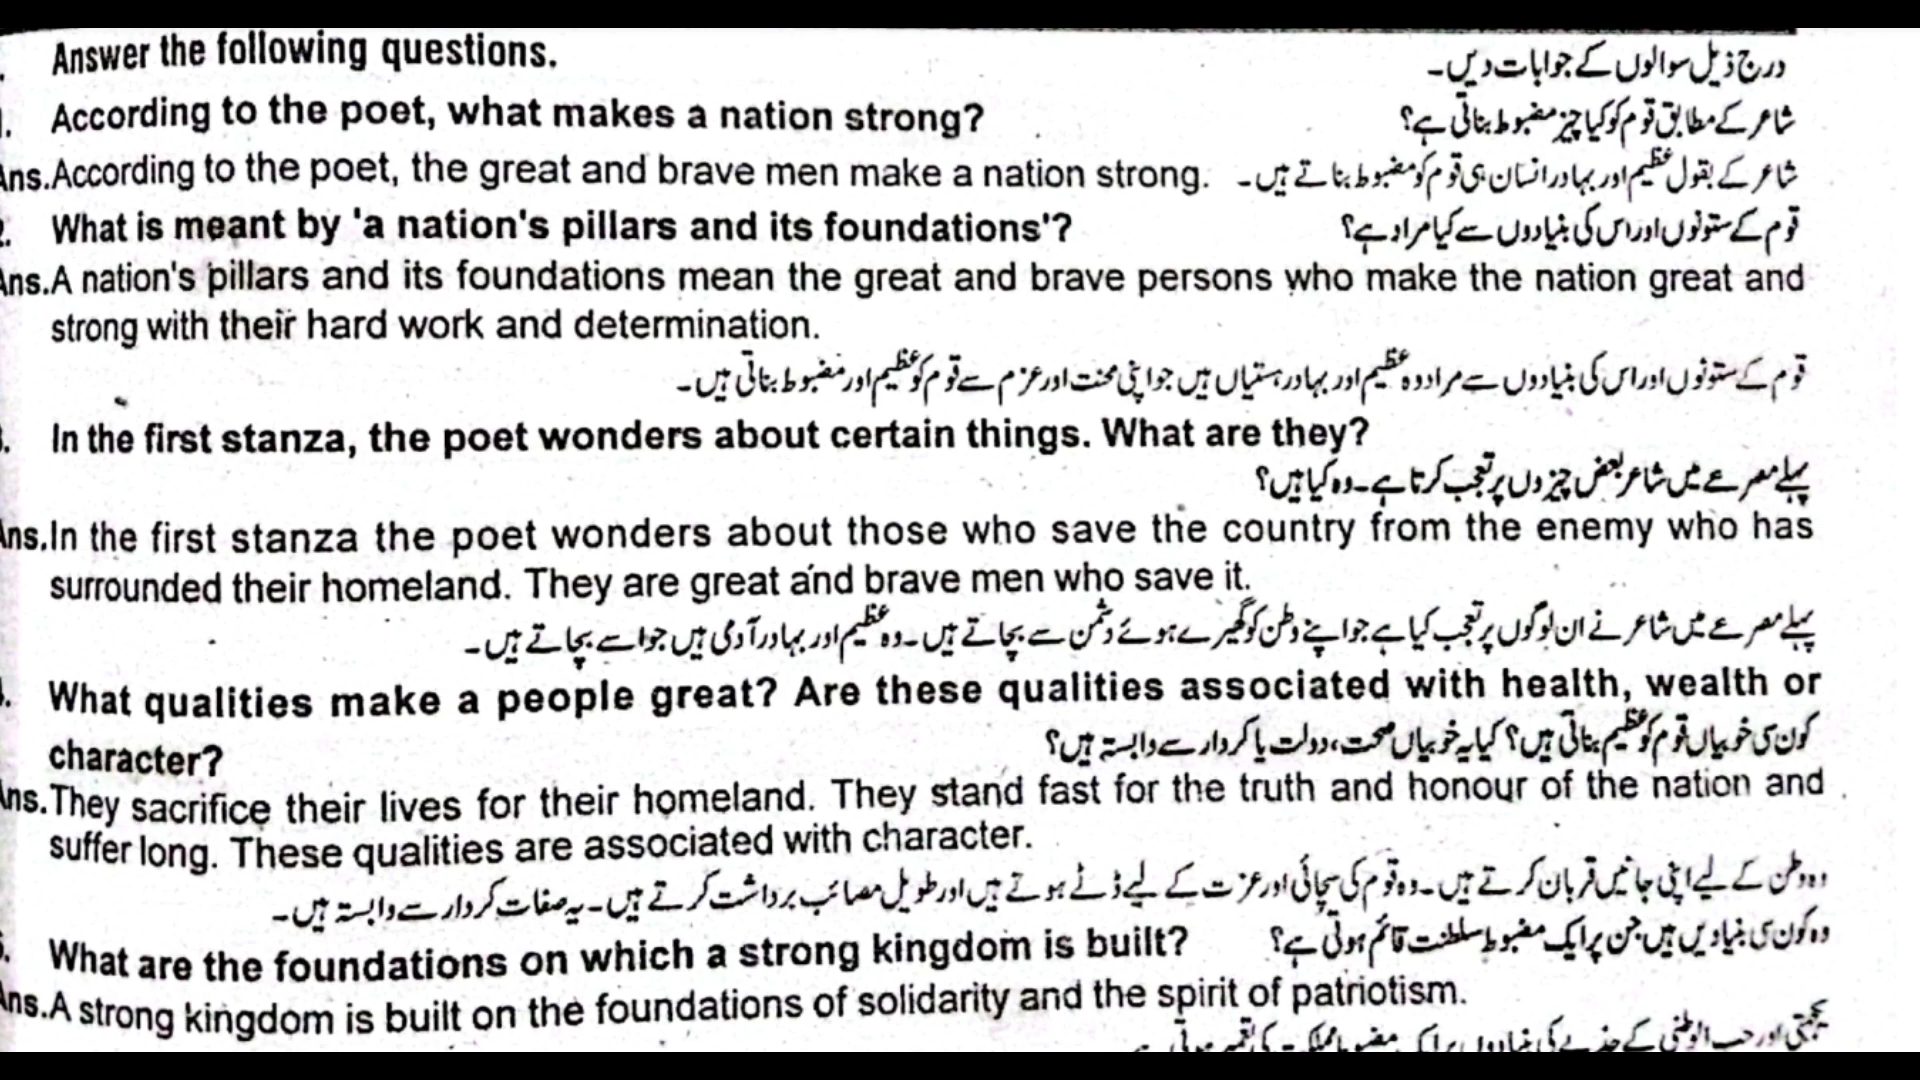 Answer the following questions.
درج ذیل سوالوں کے جوابات دیں۔
According to the poet, what makes a nation strong?
شاعر کے مطابق قوم کو کیا چیز مضبوط بناتی ہے؟
Ans.According to the poet, the great and brave men make a nation strong.
شاعر کے بقول عظیم اور بہادر انسان ہی قوم کو مضبوط بناتے ہیں۔
What is meant by 'a nation's pillars and its foundations'?
قوم کے ستونوں اور اس کی بنیادوں سے کیا مراد ہے؟
Ans.A nation's pillars and its foundations mean the great and brave persons who make the nation great and
strong with their hard work and determination.
قوم کے ستونوں اور اس کی بنیادوں سے مراد وہ عظیم اور بہادر ہستیاں ہیں جو اپنی محنت اور عزم سے قوم کو عظیم اور مضبوط بناتی ہیں۔
In the first stanza, the poet wonders about certain things. What are they?
پہلے مصرعے میں شاعر بعض چیزوں پر تعجب کرتا ہے۔ وہ کیا ہیں؟
Ans.In the first stanza the poet wonders about those who save the country from the enemy who has
surrounded their homeland. They are great and brave men who save it.
پہلے مصرعے میں شاعر نے ان لوگوں پر تعجب کیا ہے جو اپنے وطن کو گھیرے ہوئے دشمن سے بچاتے ہیں۔ وہ عظیم اور بہادر آدمی ہیں جو اسے بچاتے ہیں۔
What qualities make a people great? Are these qualities associated with health, wealth or
character?
کون سی خوبیاں قوم کو عظیم بناتی ہیں؟ کیا یہ خوبیاں صحت، دولت یا کردار سے وابستہ ہیں؟
Ans.They sacrifice their lives for their homeland. They stand fast for the truth and honour of the nation and
suffer long. These qualities are associated with character.
وہ وطن کے لیے اپنی جانیں قربان کرتے ہیں۔ وہ قوم کی سچائی اور عزت کے لیے ڈٹے ہوتے ہیں اور طویل مصائب برداشت کرتے ہیں۔ یہ صفات کردار سے وابستہ ہیں۔
What are the foundations on which a strong kingdom is built?
وہ کون سی بنیادیں ہیں جن پر ایک مضبوط سلطنت قائم ہوتی ہے؟
Ans.A strong kingdom is built on the foundations of solidarity and the spirit of patriotism.
یکجہتی اور حب الوطنی کے جذبے کی بنیادوں پر ایک